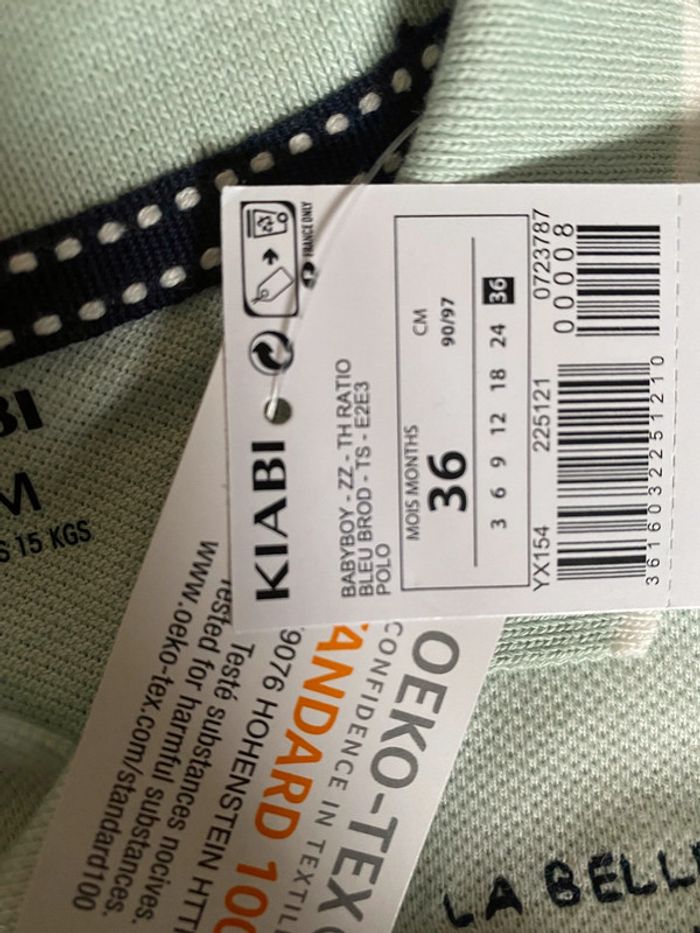 KIABI
FRANCE ONLY
BABYBOY - ZZ - TH RATIO
BLEU BROD - TS - E2E3
POLO
MOIS MONTHS
36
CM
90/97
3 6 9 12 18 24 36
YX154 225121 0723787
00008
3616032251210
BI
M
S 15 KGS
OEKO-TEX
CONFIDENCE IN TEXTIL
ANDARD 100
9076 HOHENSTEIN HTTI
Testé substances nocives.
Tested for harmful substances.
www.oeko-tex.com/standard100
LA BELL